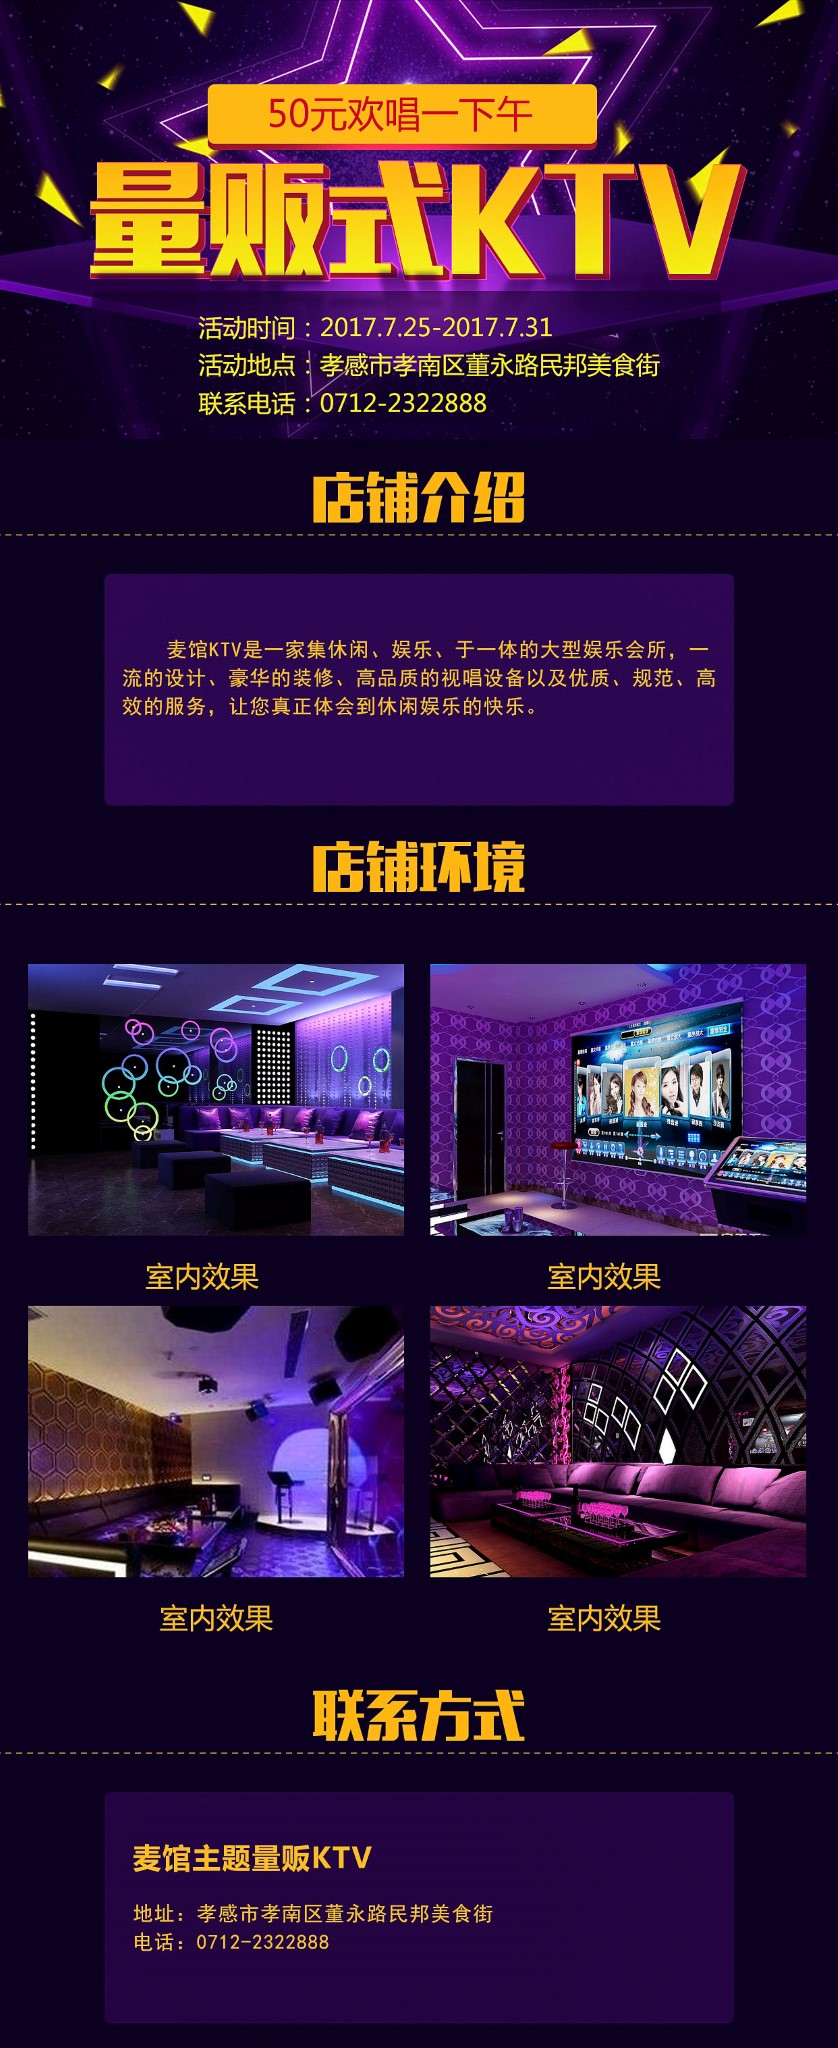 50元欢唱一下午
量贩式KTV
活动时间：2017.7.25-2017.7.31
活动地点：孝感市孝南区董永路民邦美食街
联系电话：0712-2322888
店铺介绍
麦馆KTV是一家集休闲、娱乐、于一体的大型娱乐会所，一
流的设计、豪华的装修、高品质的视唱设备以及优质、规范、高
效的服务，让您真正体会到休闲娱乐的快乐。
店铺环境
室内效果
室内效果
室内效果
室内效果
联系方式
麦馆主题量贩KTV
地址：孝感市孝南区董永路民邦美食街
电话：0712-2322888